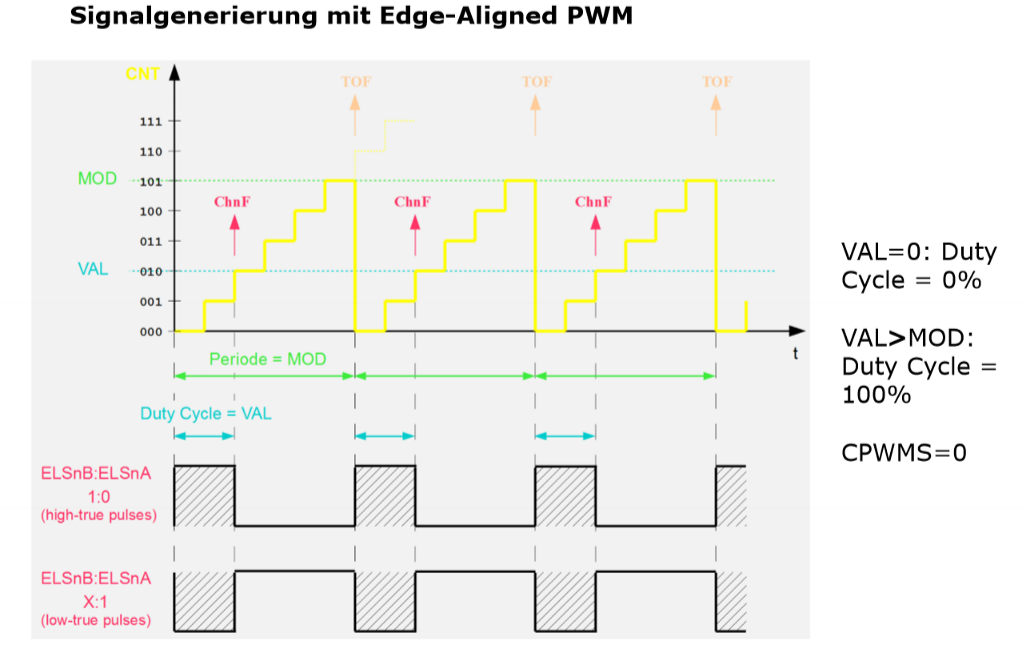 Signalgenerierung mit Edge-Aligned PWM
CNT
TOF
TOF
TOF
111
110
MOD
101
100
ChnF
ChnF
ChnF
011
VAL
010
001
000
t
Periode = MOD
Duty Cycle = VAL
ELSnB:ELSnA
1:0
(high-true pulses)
ELSnB:ELSnA
X:1
(low-true pulses)
VAL=0: Duty
Cycle = 0%
VAL>MOD:
Duty Cycle =
100%
CPWMS=0